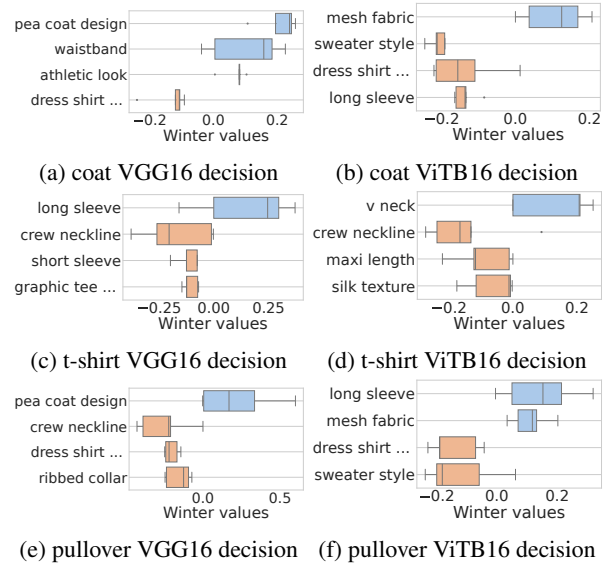 pea coat design
waistband
athletic look
dress shirt ...
−0.2 0.0 0.2
Winter values
(a) coat VGG16 decision
mesh fabric
sweater style
dress shirt ...
long sleeve
−0.2 0.0 0.2
Winter values
(b) coat ViTB16 decision
long sleeve
crew neckline
short sleeve
graphic tee ...
−0.25 0.00 0.25
Winter values
(c) t-shirt VGG16 decision
v neck
crew neckline
maxi length
silk texture
−0.2 0.0 0.2
Winter values
(d) t-shirt ViTB16 decision
pea coat design
crew neckline
dress shirt ...
ribbed collar
0.0 0.5
Winter values
(e) pullover VGG16 decision
long sleeve
mesh fabric
dress shirt ...
sweater style
−0.2 0.0 0.2
Winter values
(f) pullover ViTB16 decision